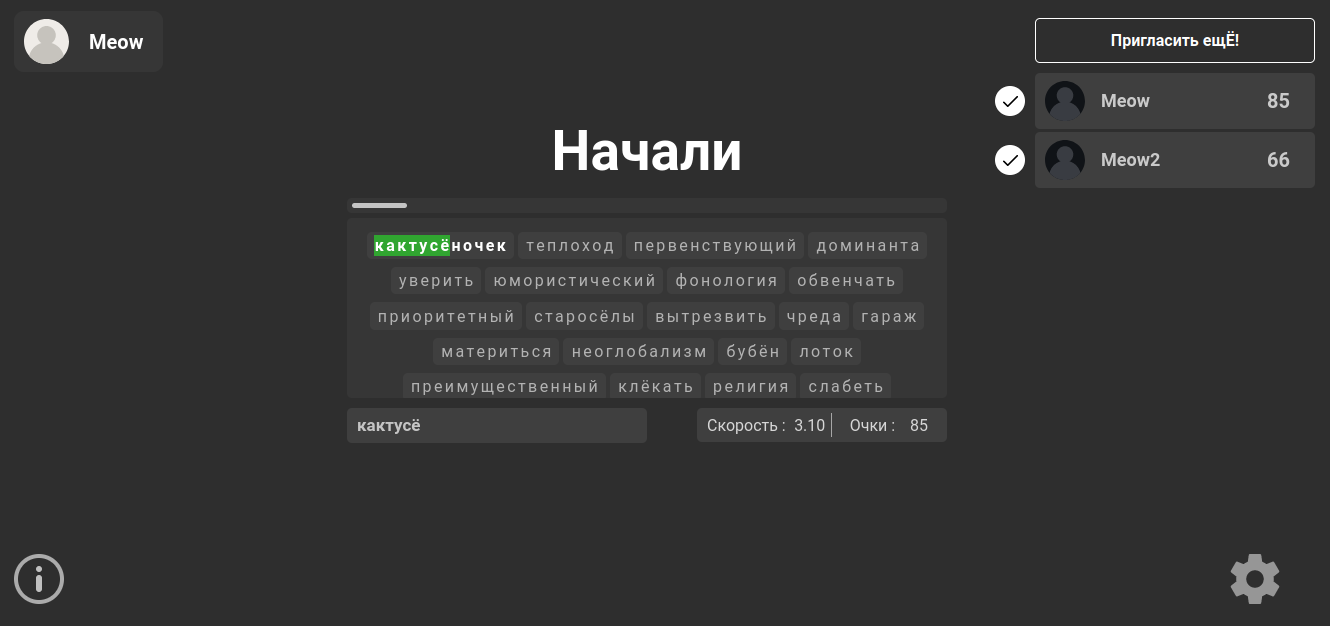 Meow
Пригласить ещЁ!
Meow 85
Meow2 66
Начали
кактусёночек теплоход первенствующий доминанта
уверить юмористический фонология обвенчать
приоритетный старосёлы вытрезвить чреда гараж
материться неоглобализм бубён лоток
преимущественный клёкать религия слабеть
кактусё
Скорость : 3.10 Очки : 85